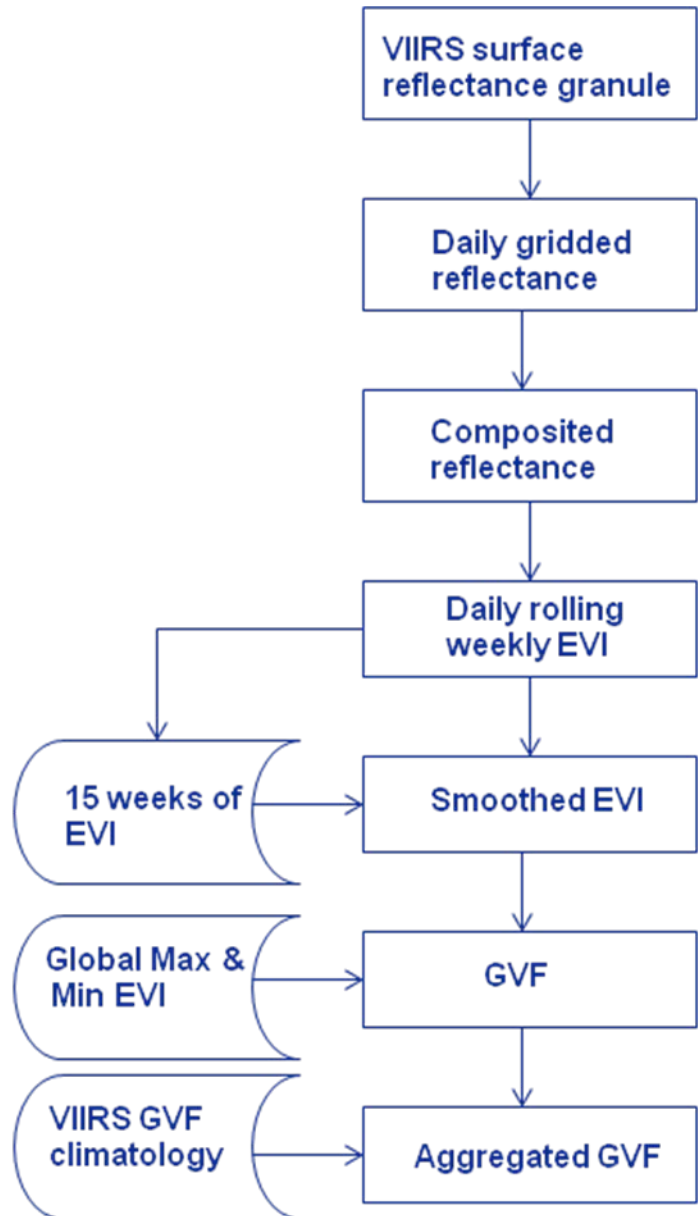 VIIRS surface
reflectance granule
Daily gridded
reflectance
Composited
reflectance
Daily rolling
weekly EVI
15 weeks of
EVI
Smoothed EVI
Global Max &
Min EVI
GVF
VIIRS GVF
climatology
Aggregated GVF